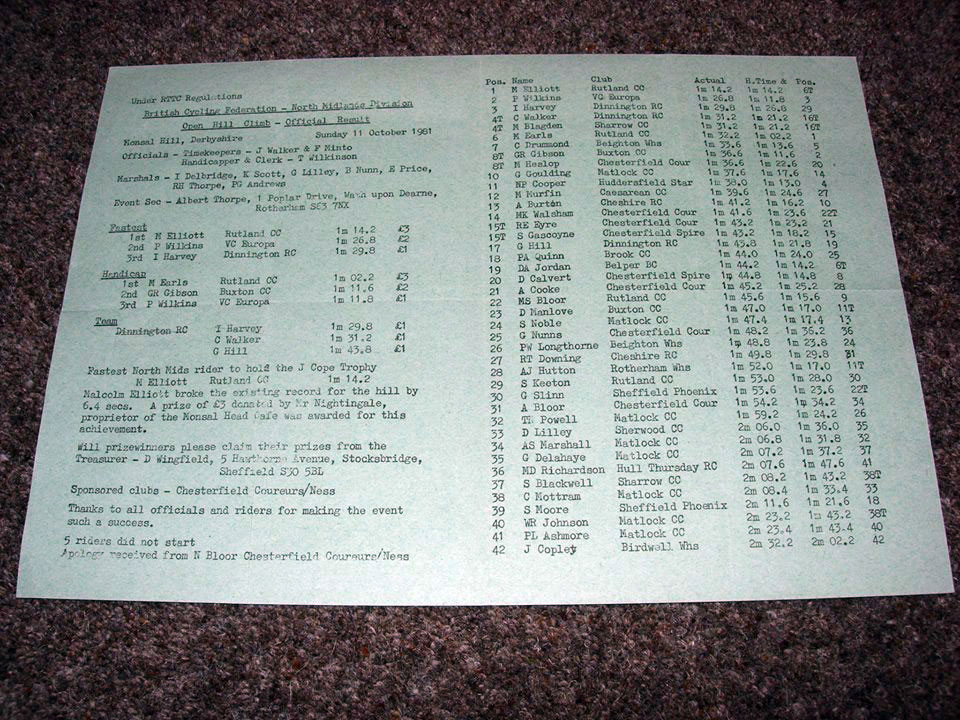 Under RTTC Regulations
British Cycling Federation - North Midlands Division
Open Hill Climb - Official Result
Monsal Hill, Derbyshire Sunday 11 October 1981
Officials - Timekeepers - J Walker & F Minto
Handicapper & Clerk - T Wilkinson
Marshals - I Delbridge, K Scott, G Lilley, B Nunn, E Price,
RE Thorpe, PG Andrews
Event Sec - Albert Thorpe, 1 Poplar Drive, Wath upon Dearne,
Rotherham S63 7NX
Fastest
1st M Elliott Rutland CC 1m 14.2 £3
2nd P Wilkins VC Europa 1m 26.8 £2
3rd I Harvey Dinnington RC 1m 29.8 £1
Handicap
1st M Earls Rutland CC 1m 02.2 £3
2nd GR Gibson Buxton CC 1m 11.6 £2
3rd P Wilkins VC Europa 1m 11.8 £1
Team
Dinnington RC I Harvey 1m 29.8 £1
C Walker 1m 31.2 £1
G Hill 1m 43.8 £1
Fastest North Mids rider to hold the J Cope Trophy
M Elliott Rutland CC 1m 14.2
Malcolm Elliott broke the existing record for the hill by
6.4 secs. A prize of £3 donated by Mr Nightingale,
proprietor of the Monsal Head Cafe was awarded for this
achievement.
Will prizewinners please claim their prizes from the
Treasurer - D Wingfield, 5 Hawthorne Avenue, Stocksbridge,
Sheffield S30 5BL
Sponsored clubs - Chesterfield Coureurs/Ness
Thanks to all officials and riders for making the event
such a success.
5 riders did not start
Apology received from N Bloor Chesterfield Coureurs/Ness
Pos. Name Club Actual H.Time & Pos.
1 M Elliott Rutland CC 1m 14.2 1m 14.2 6T
2 P Wilkins VC Europa 1m 26.8 1m 11.8 3
3 I Harvey Dinnington RC 1m 29.8 1m 26.8 29
4T C Walker Dinnington RC 1m 31.2 1m 21.2 16T
4T M Blagden Sharrow CC 1m 31.2 1m 21.2 16T
6 M Earls Rutland CC 1m 32.2 1m 02.2 1
7 C Drummond Beighton Whs 1m 33.6 1m 13.6 5
8T GR Gibson Buxton CC 1m 36.6 1m 11.6 2
8T M Heslop Chesterfield Cour 1m 36.6 1m 22.6 20
10 G Goulding Matlock CC 1m 37.6 1m 17.6 14
11 NP Cooper Huddersfield Star 1m 38.0 1m 13.0 4
12 M Murfin Caesarean CC 1m 39.6 1m 24.6 27
13 A Burton Cheshire RC 1m 41.2 1m 16.2 10
14 MK Walsham Chesterfield Cour 1m 41.6 1m 23.6 22T
15T RE Eyre Chesterfield Cour 1m 43.2 1m 23.2 21
15T S Gascoyne Chesterfield Spire 1m 43.2 1m 18.2 15
17 G Hill Dinnington RC 1m 43.8 1m 21.8 19
18 PA Quinn Brook CC 1m 44.0 1m 24.0 25
19 DA Jordan Belper BC 1m 44.2 1m 14.2 6T
20 D Calvert Chesterfield Spire 1m 44.8 1m 14.8 8
21 A Cooke Chesterfield Cour 1m 45.2 1m 25.2 28
22 MS Bloor Rutland CC 1m 45.6 1m 15.6 9
23 D Manlove Buxton CC 1m 47.0 1m 17.0 11T
24 S Noble Matlock CC 1m 47.4 1m 17.4 13
25 G Nunns Chesterfield Cour 1m 48.2 1m 36.2 36
26 PW Longthorne Beighton Whs 1m 48.8 1m 23.8 24
27 RT Downing Cheshire RC 1m 49.8 1m 29.8 31
28 AJ Hutton Rotherham Whs 1m 52.0 1m 17.0 11T
29 S Keeton Rutland CC 1m 53.0 1m 28.0 30
30 G Slinn Sheffield Phoenix 1m 53.6 1m 23.6 22T
31 A Bloor Chesterfield Cour 1m 54.2 1m 34.2 34
32 TR Powell Matlock CC 1m 59.2 1m 24.2 26
33 D Lilley Sherwood CC 2m 06.0 1m 36.0 35
34 AS Marshall Matlock CC 2m 06.8 1m 31.8 32
35 G Delahaye Matlock CC 2m 07.2 1m 37.2 37
36 MD Richardson Hull Thursday RC 2m 07.6 1m 47.6 41
37 S Blackwell Sharrow CC 2m 08.2 1m 43.2 38T
38 C Mottram Matlock CC 2m 08.4 1m 33.4 33
39 S Moore Sheffield Phoenix 2m 11.6 1m 21.6 18
40 WR Johnson Matlock CC 2m 23.2 1m 43.2 38T
41 PL Ashmore Matlock CC 2m 23.4 1m 43.4 40
42 J Copley Birdwell Whs 2m 32.2 2m 02.2 42